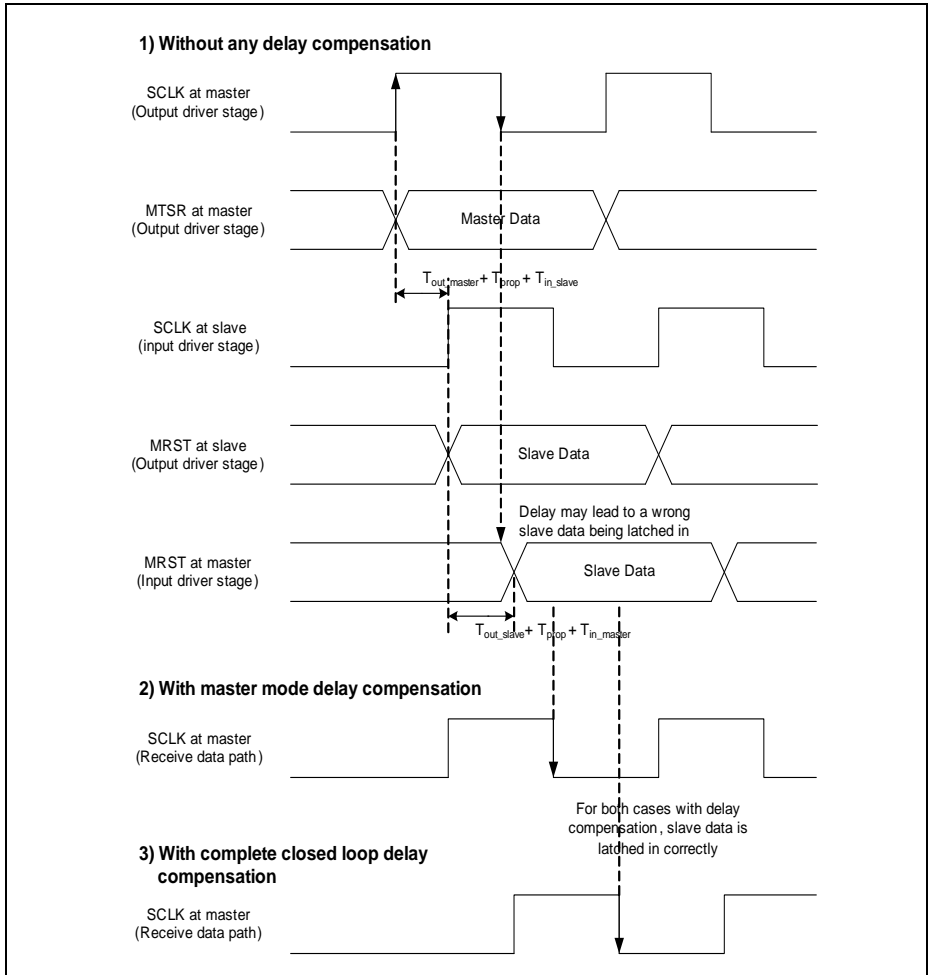 1) Without any delay compensation
SCLK at master
(Output driver stage)
MTSR at master
(Output driver stage)
Master Data
Tout_master + Tprop + Tin_slave
SCLK at slave
(input driver stage)
MRST at slave
(Output driver stage)
Slave Data
Delay may lead to a wrong
slave data being latched in
MRST at master
(Input driver stage)
Slave Data
Tout_slave + Tprop + Tin_master
2) With master mode delay compensation
SCLK at master
(Receive data path)
For both cases with delay
compensation, slave data is
latched in correctly
3) With complete closed loop delay
compensation
SCLK at master
(Receive data path)